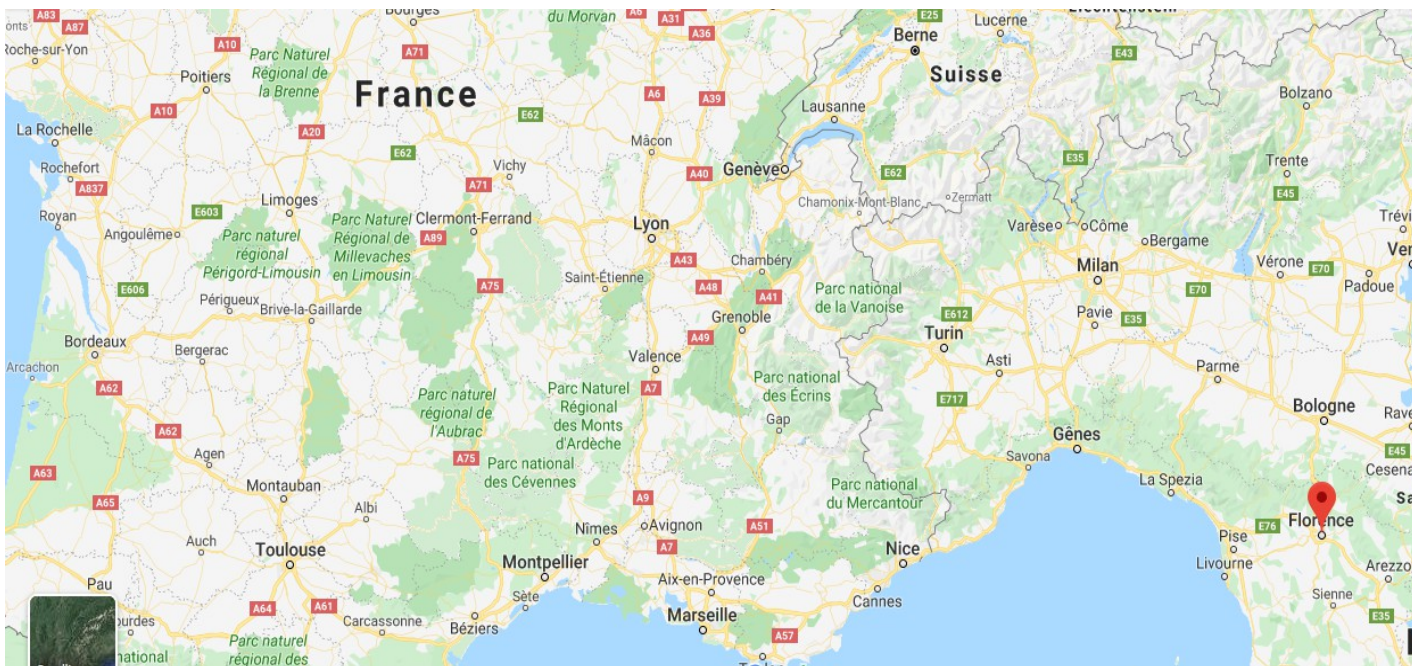 A83
A87
onts
Roche-sur-Yon
A10
Poitiers
Parc Naturel
Régional de
la Brenne
Bourges
A71
du Morvan
A6
A31
A36
E25
Lucerne
Berne
Suisse
E43
Bolzano
France
A10
A20
E62
E62
A6
A39
Lausanne
La Rochelle
Rochefort
A837
Royan
Vichy
A71
Mâcon
A40
Genève
E62
E35
Trente
E45
Limoges
E603
Angoulême
Parc naturel
régional
Périgord-Limousin
Parc Naturel
Régional de
Millevaches
en Limousin
Clermont-Ferrand
A89
Lyon
Chamonix-Mont-Blanc
Zermatt
Varèse
Côme
Bergame
Trévi
Ven
E606
Périgueux
Brive-la-Gaillarde
A75
Saint-Étienne
A43
Chambéry
A48
A41
Parc national
de la Vanoise
Milan
E70
Vérone
E70
Padoue
Grenoble
E612
Pavie
E35
Bordeaux
Arcachon
Bergerac
A62
A49
Valence
Turin
Asti
Parme
Parc naturel
régional de
l'Aubrac
Parc Naturel
Régional
des Monts
d'Ardèche
A7
Parc national
des Écrins
E717
Bologne
Rave
A62
Agen
A63
A65
A75
Parc national
des Cévennes
Gap
Gênes
Savona
E45
Cesena
Montauban
Albi
A9
Parc national
du Mercantour
La Spezia
Sa
Auch
Toulouse
Nîmes
Avignon
A7
A51
Florence
E76
Pise
Montpellier
Nice
Livourne
Arezzo
Pau
Lourdes
A64
A61
Carcassonne
Béziers
Sète
Aix-en-Provence
Marseille
Cannes
Sienne
E35
A57
Parc naturel
régional des
national